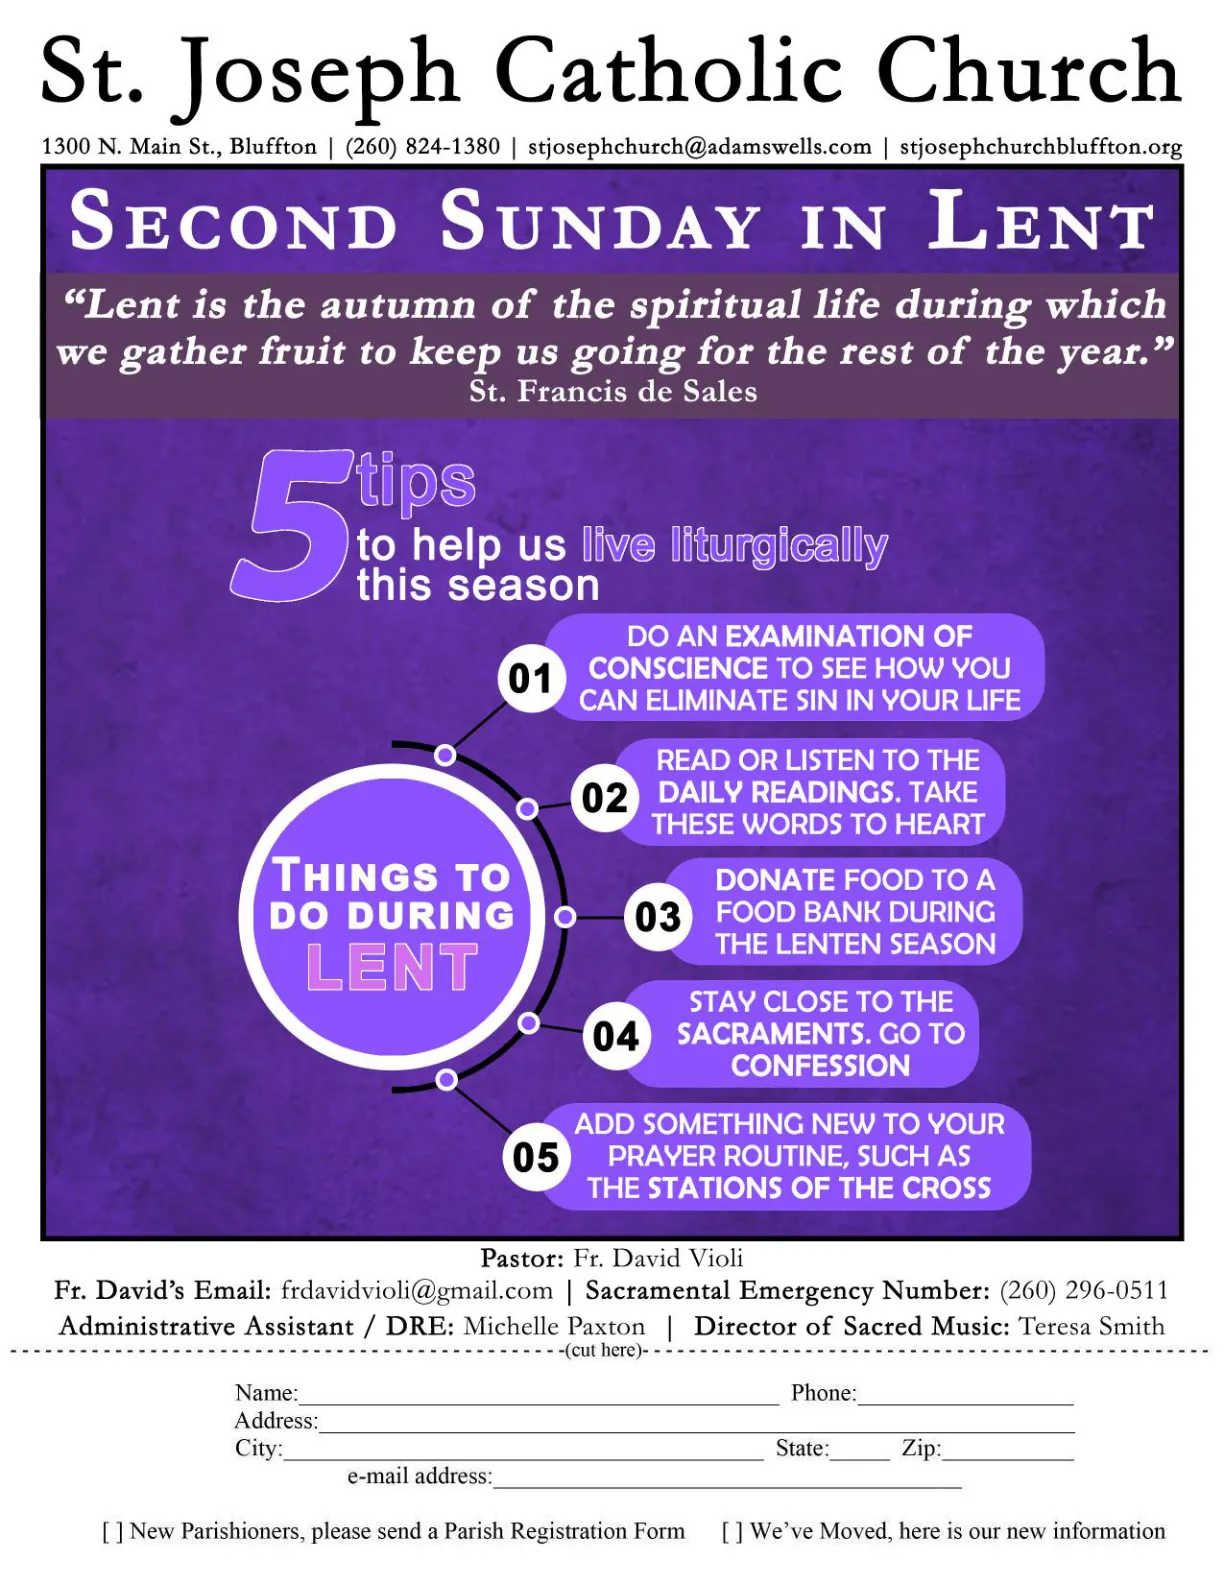 St. Joseph Catholic Church
1300 N. Main St., Bluffton | (260) 824-1380 | stjosephchurch@adamswells.com | stjosephchurchbluffton.org
SECOND SUNDAY IN LENT
“Lent is the autumn of the spiritual life during which
we gather fruit to keep us going for the rest of the year.”
St. Francis de Sales
5 tips
to help us live liturgically
this season
01
DO AN EXAMINATION OF
CONSCIENCE TO SEE HOW YOU
CAN ELIMINATE SIN IN YOUR LIFE
02
READ OR LISTEN TO THE
DAILY READINGS. TAKE
THESE WORDS TO HEART
THINGS TO
DO DURING
LENT
03
DONATE FOOD TO A
FOOD BANK DURING
THE LENTEN SEASON
04
STAY CLOSE TO THE
SACRAMENTS. GO TO
CONFESSION
05
ADD SOMETHING NEW TO YOUR
PRAYER ROUTINE, SUCH AS
THE STATIONS OF THE CROSS
Pastor: Fr. David Violi
Fr. David’s Email: frdavidvioli@gmail.com | Sacramental Emergency Number: (260) 296-0511
Administrative Assistant / DRE: Michelle Paxton | Director of Sacred Music: Teresa Smith
(cut here)
Name: Phone:
Address:
City: State: Zip:
e-mail address:
[ ] New Parishioners, please send a Parish Registration Form [ ] We’ve Moved, here is our new information